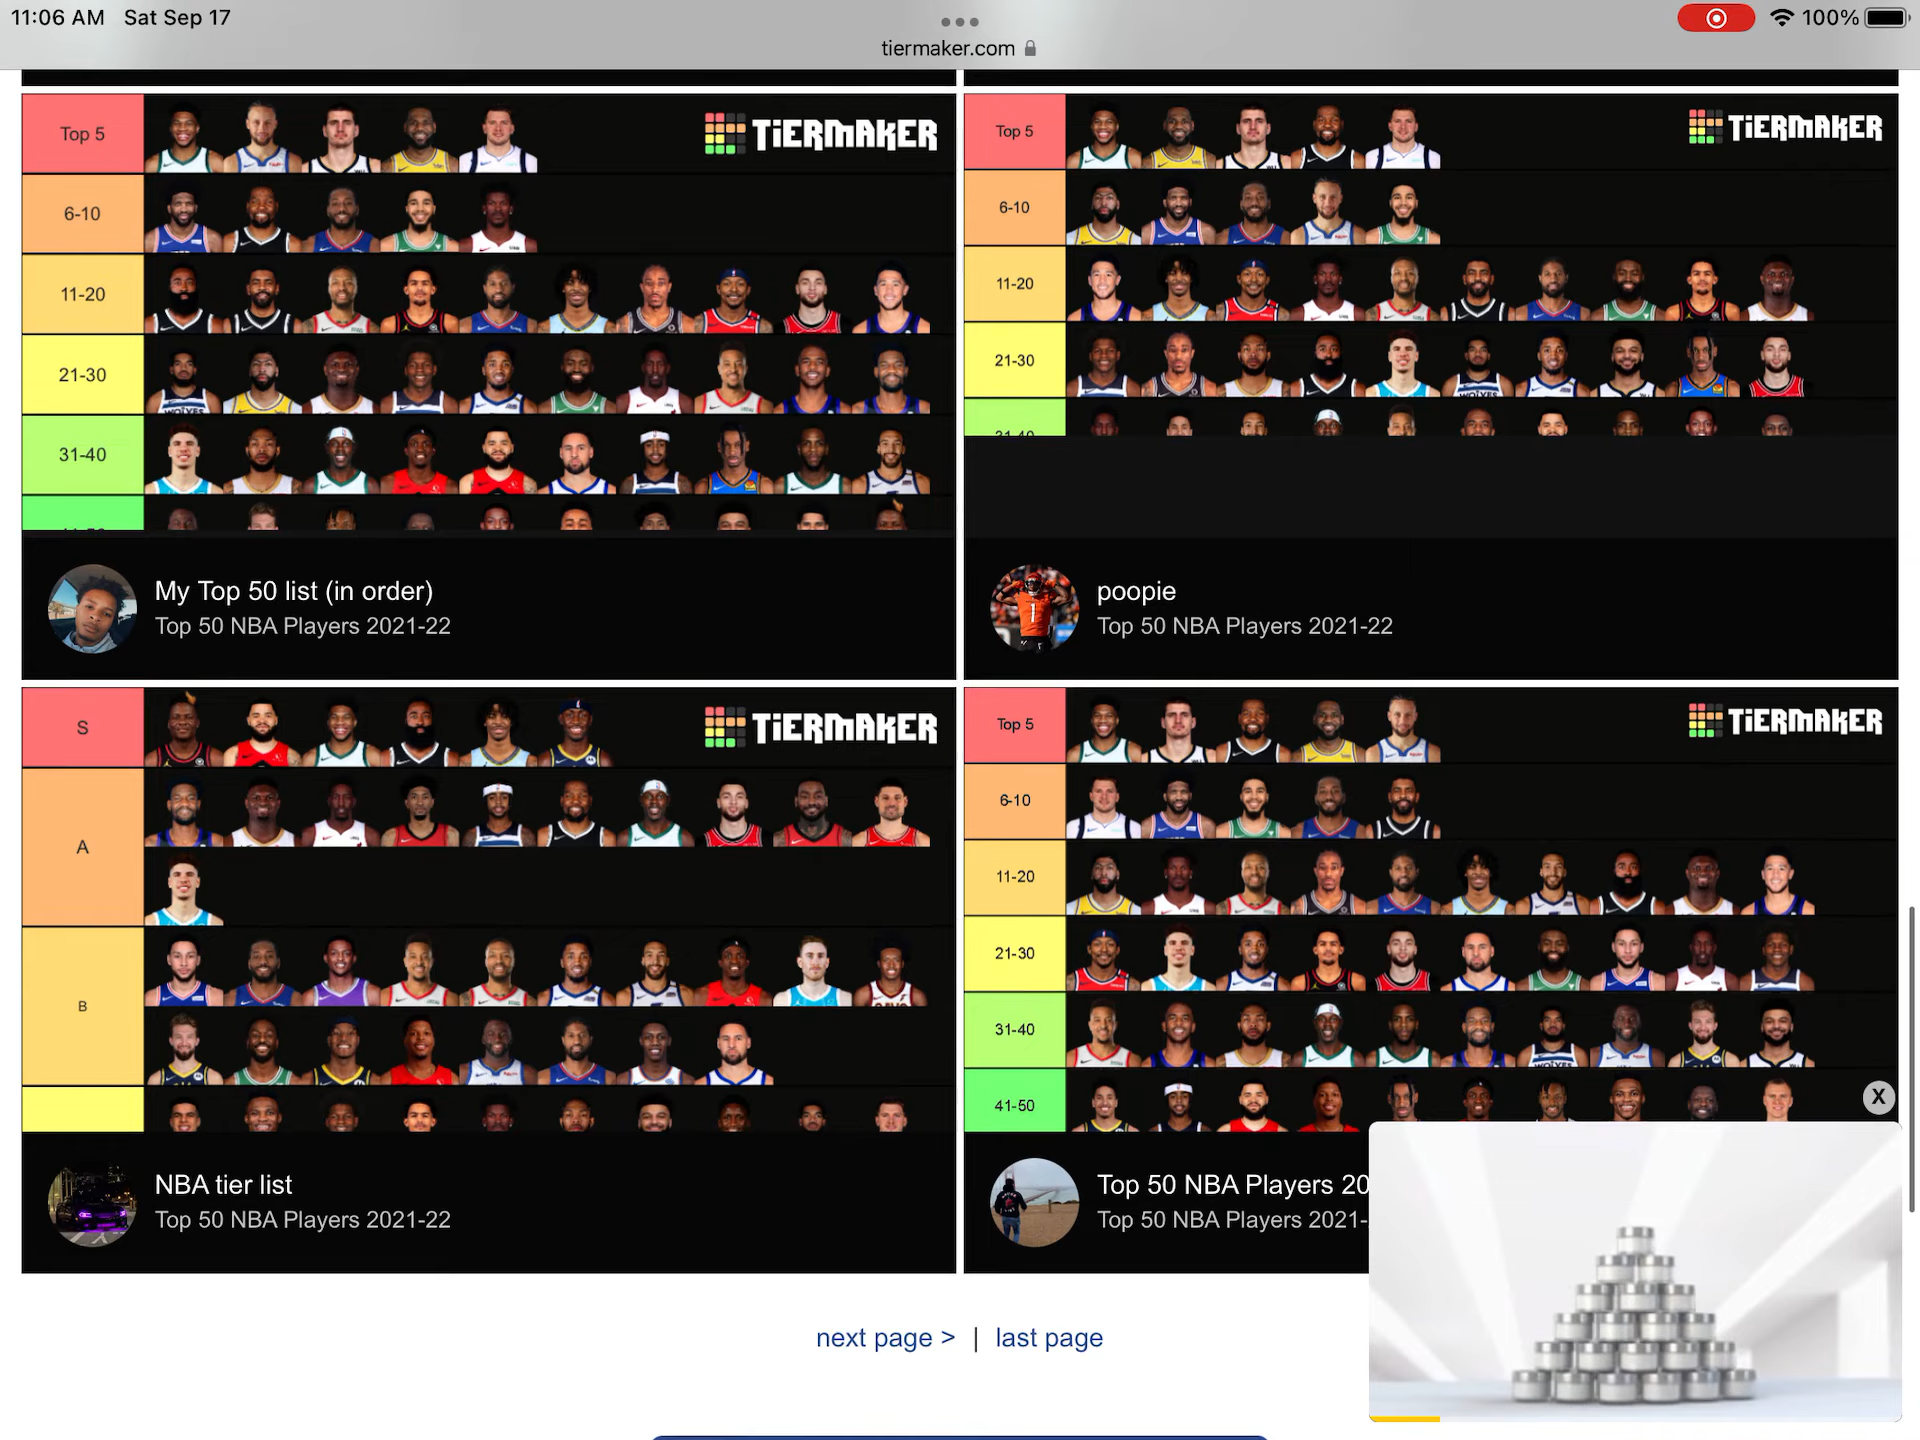 11:06 AM Sat Sep 17
100%
tiermaker.com
Top 5
TiERMAKER
6-10
11-20
21-30
31-40
My Top 50 list (in order)
Top 50 NBA Players 2021-22
Top 5
TiERMAKER
6-10
11-20
21-30
31-40
poopie
Top 50 NBA Players 2021-22
S
TiERMAKER
A
B
NBA tier list
Top 50 NBA Players 2021-22
Top 5
TiERMAKER
6-10
11-20
21-30
31-40
41-50
X
Top 50 NBA Players 20
Top 50 NBA Players 2021-
next page > | last page